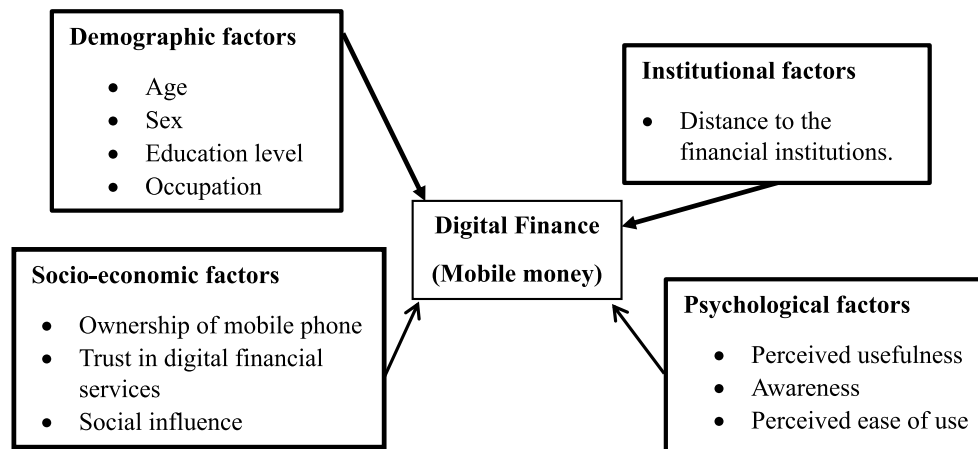 Demographic factors
• Age
• Sex
• Education level
• Occupation
Institutional factors
• Distance to the
financial institutions.
Digital Finance
(Mobile money)
Socio-economic factors
• Ownership of mobile phone
• Trust in digital financial
services
• Social influence
Psychological factors
• Perceived usefulness
• Awareness
• Perceived ease of use